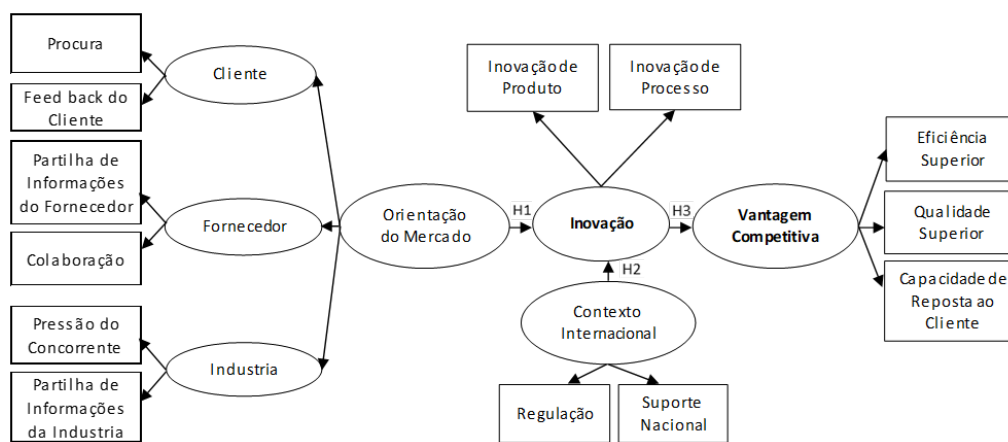 Procura
Feed back do
Cliente
Cliente
Partilha de
Informações
do Fornecedor
Colaboração
Fornecedor
Pressão do
Concorrente
Partilha de
Informações
da Industria
Industria
Orientação
do Mercado
H1
Inovação de
Produto
Inovação de
Processo
Inovação
H2
Contexto
Internacional
Regulação
Suporte
Nacional
H3
Vantagem
Competitiva
Eficiência
Superior
Qualidade
Superior
Capacidade de
Reposta ao
Cliente